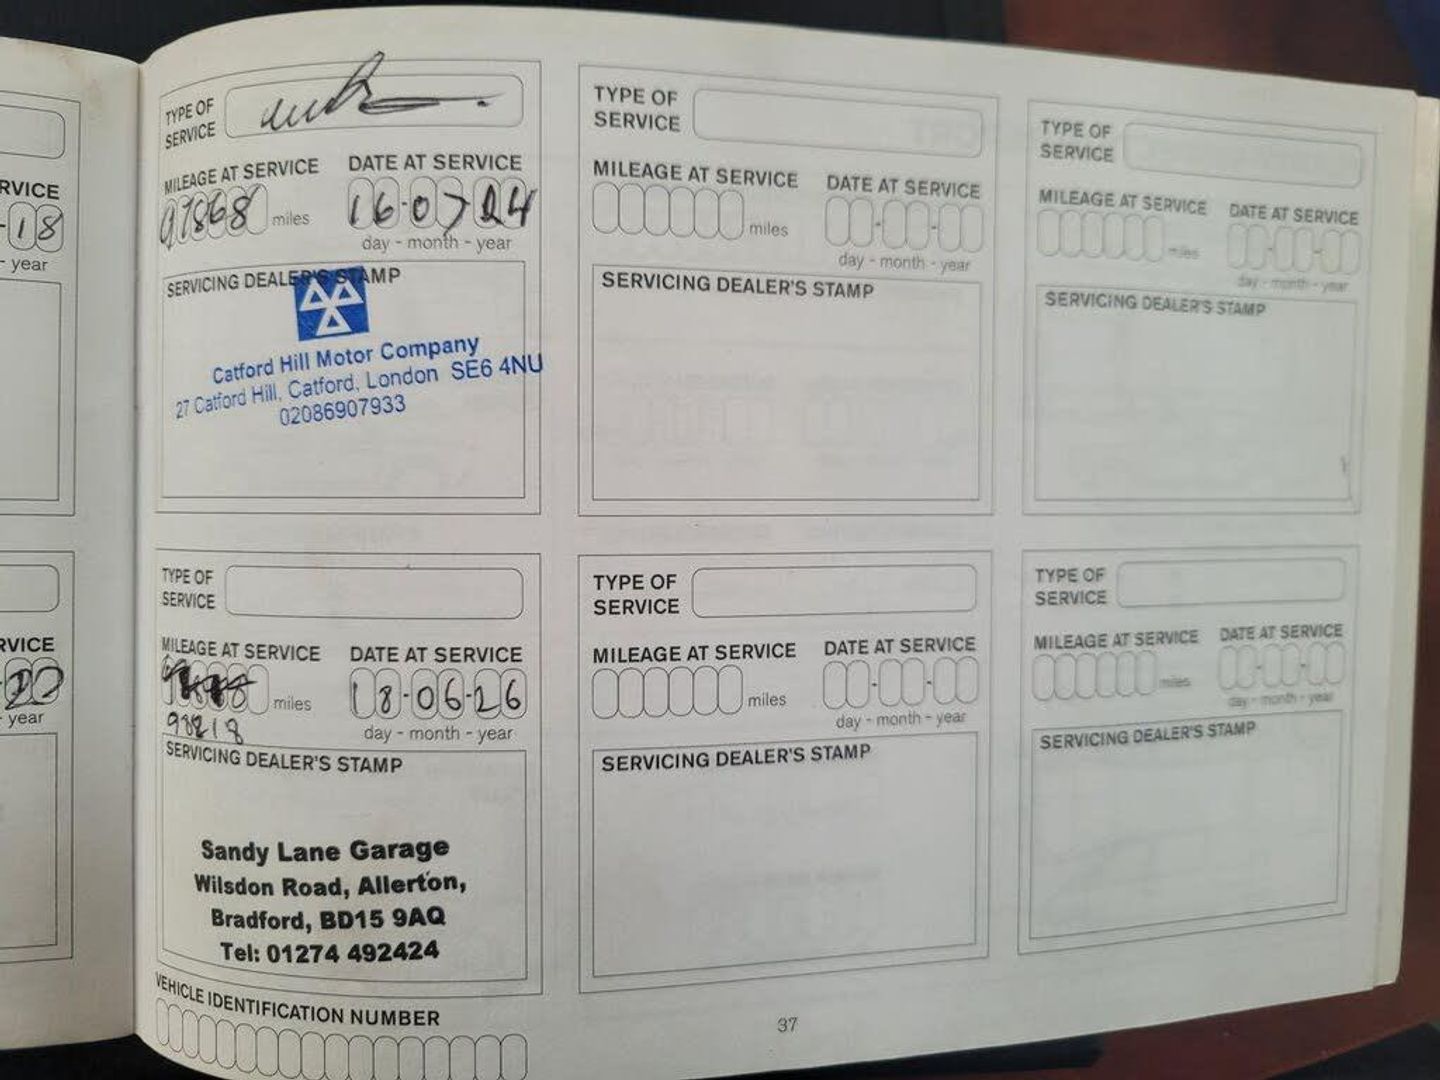 RVICE
-18
- year
RVICE
-22
year
TYPE OF
SERVICE
MILEAGE AT SERVICE
97868 miles
DATE AT SERVICE
16-07-24
day - month - year
SERVICING DEALER'S STAMP
Catford Hill Motor Company
27 Catford Hill, Catford, London SE6 4NU
02086907933
TYPE OF
SERVICE
MILEAGE AT SERVICE
miles
DATE AT SERVICE
day - month - year
SERVICING DEALER'S STAMP
TYPE OF
SERVICE
MILEAGE AT SERVICE
miles
DATE AT SERVICE
day - month - year
SERVICING DEALER'S STAMP
TYPE OF
SERVICE
MILEAGE AT SERVICE
miles
98218
DATE AT SERVICE
18-06-26
day - month - year
SERVICING DEALER'S STAMP
Sandy Lane Garage
Wilsdon Road, Allerton,
Bradford, BD15 9AQ
Tel: 01274 492424
TYPE OF
SERVICE
MILEAGE AT SERVICE
miles
DATE AT SERVICE
day - month - year
SERVICING DEALER'S STAMP
TYPE OF
SERVICE
MILEAGE AT SERVICE
miles
DATE AT SERVICE
day - month - year
SERVICING DEALER'S STAMP
VEHICLE IDENTIFICATION NUMBER
37